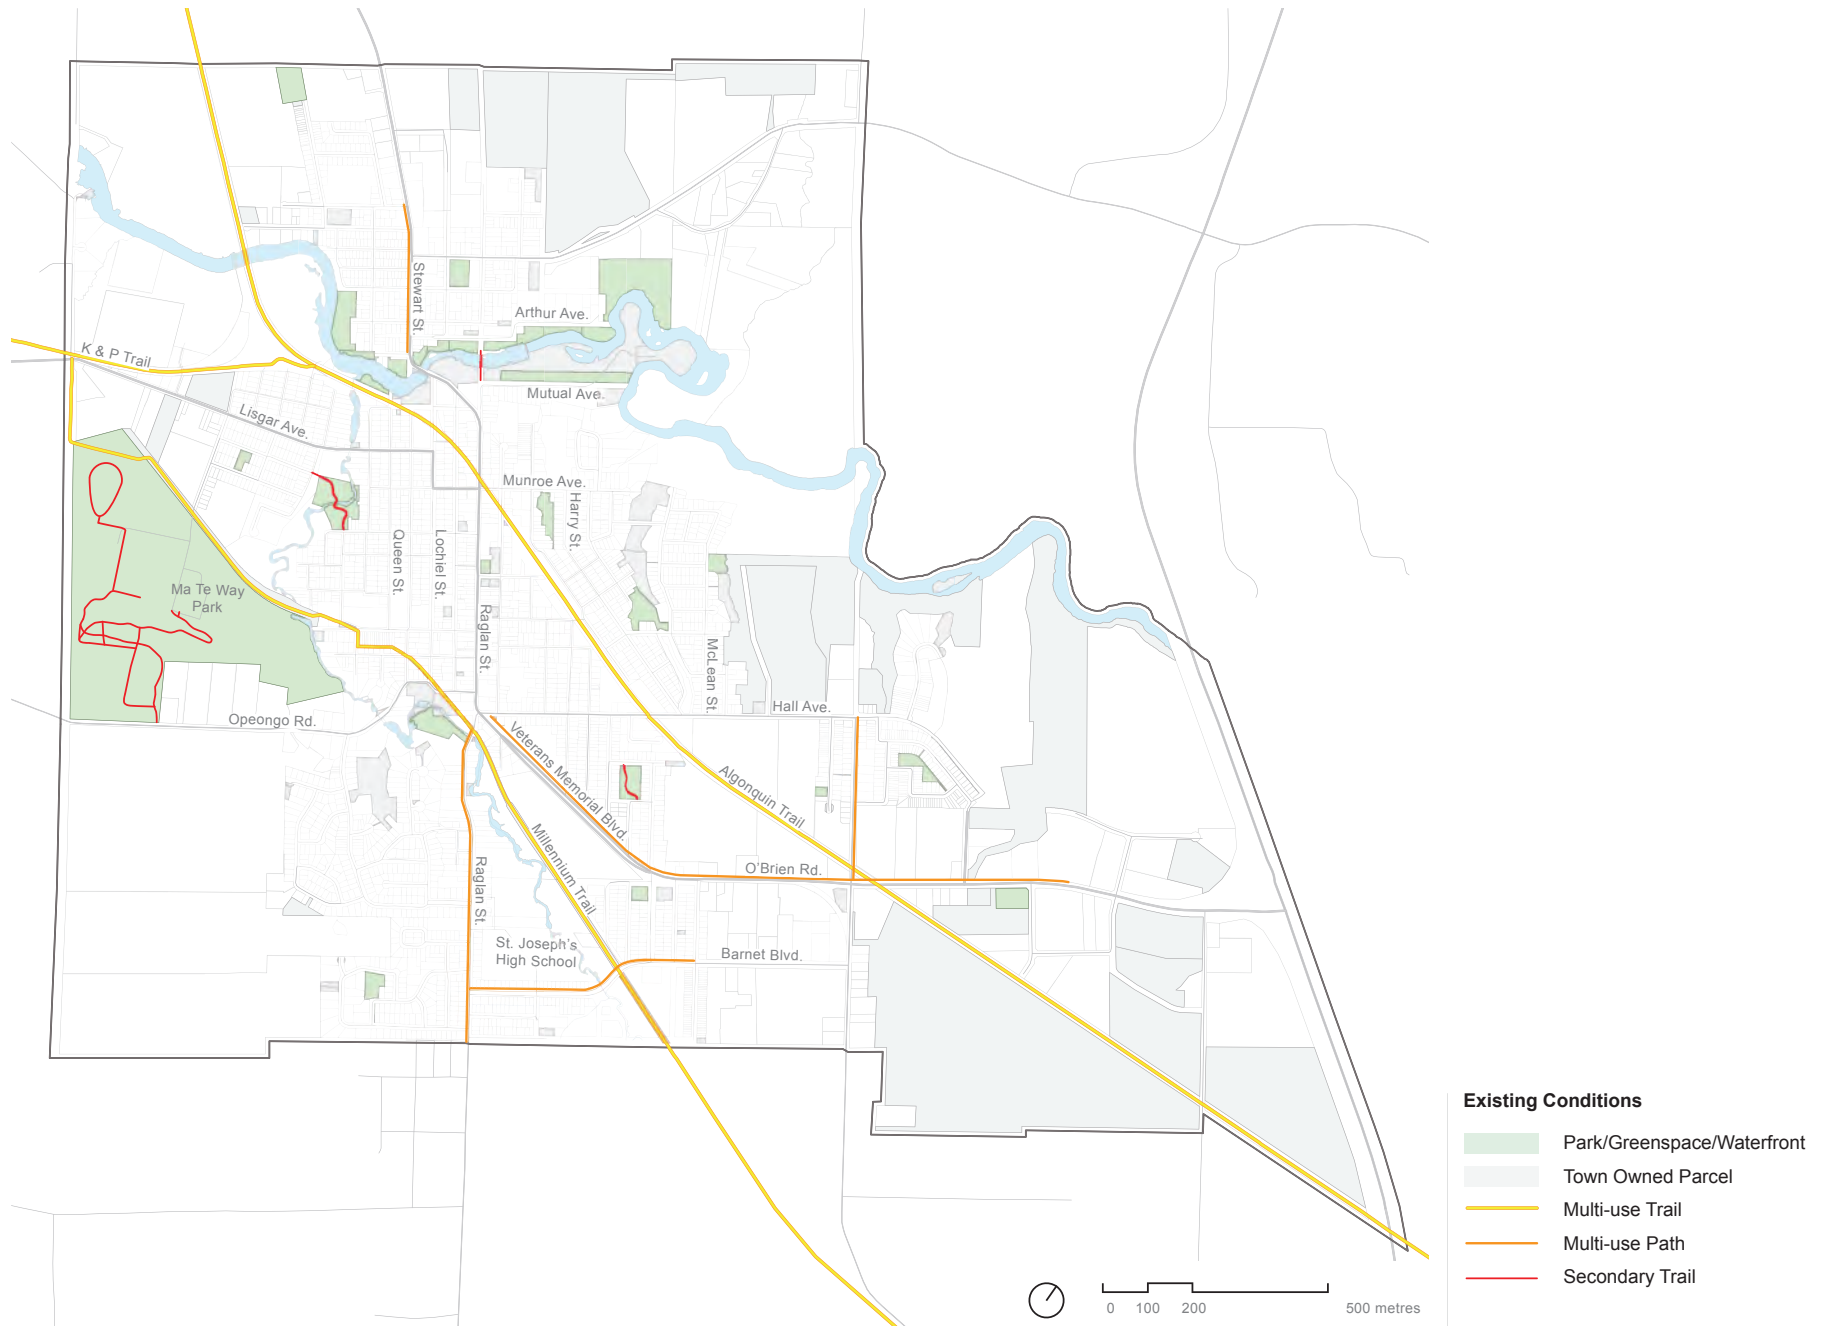 Stewart St.
Arthur Ave.
K & P Trail
Mutual Ave.
Lisgar Ave.
Munroe Ave.
Harry St.
Queen St.
Lochiel St.
Ma Te Way
Park
Raglan St.
McLean St.
Hall Ave.
Opeongo Rd.
Veterans Memorial Blvd.
Algonquin Trail
Millennium Trail
O'Brien Rd.
Raglan St.
St. Joseph's
High School
Barnet Blvd.
Existing Conditions
Park/Greenspace/Waterfront
Town Owned Parcel
Multi-use Trail
Multi-use Path
Secondary Trail
0 100 200 500 metres